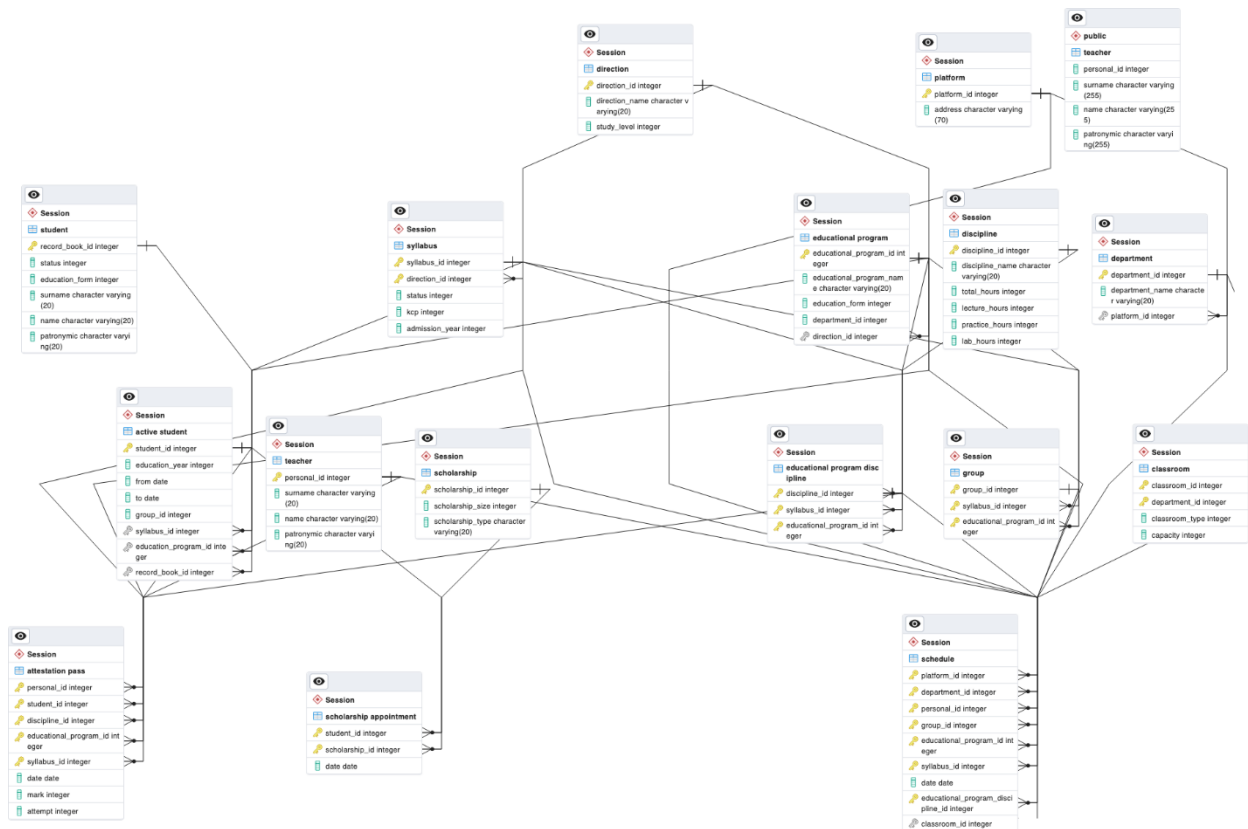 Session
direction
direction_id integer
direction_name character v
arying(20)
study_level integer
Session
platform
platform_id integer
address character varying
(70)
public
teacher
personal_id integer
surname character varying
(255)
name character varying(25
5)
patronymic character varyi
ng(255)
Session
student
record_book_id integer
status integer
education_form integer
surname character varying
(20)
name character varying(20)
patronymic character varyi
ng(20)
Session
syllabus
syllabus_id integer
direction_id integer
status integer
kcp integer
admission_year integer
Session
educational program
educational_program_id int
eger
educational_program_nam
e character varying(20)
education_form integer
department_id integer
direction_id integer
Session
discipline
discipline_id integer
discipline_name character
varying(20)
total_hours integer
lecture_hours integer
practice_hours integer
lab_hours integer
Session
department
department_id integer
department_name characte
r varying(20)
platform_id integer
Session
active student
student_id integer
education_year integer
from date
to date
group_id integer
syllabus_id integer
education_program_id inte
ger
record_book_id integer
Session
teacher
personal_id integer
surname character varying
(20)
name character varying(20)
patronymic character varyi
ng(20)
Session
scholarship
scholarship_id integer
scholarship_size integer
scholarship_type character
varying(20)
Session
educational program disc
ipline
discipline_id integer
syllabus_id integer
educational_program_id int
eger
Session
group
group_id integer
syllabus_id integer
educational_program_id int
eger
Session
classroom
classroom_id integer
department_id integer
classroom_type integer
capacity integer
Session
attestation pass
personal_id integer
student_id integer
discipline_id integer
educational_program_id int
eger
syllabus_id integer
date date
mark integer
attempt integer
Session
scholarship appointment
student_id integer
scholarship_id integer
date date
Session
schedule
platform_id integer
department_id integer
personal_id integer
group_id integer
educational_program_id int
eger
syllabus_id integer
date date
educational_program_disci
pline_id integer
classroom_id integer